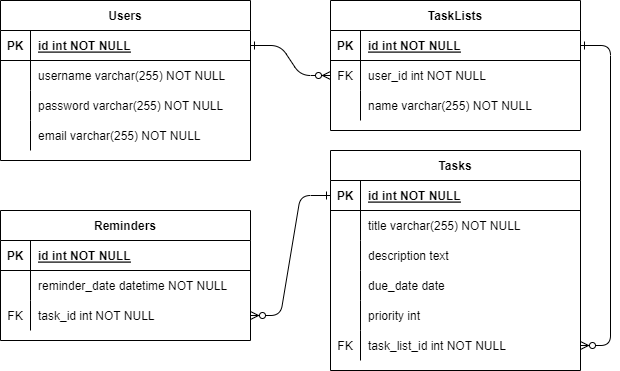 Users
PK id int NOT NULL
username varchar(255) NOT NULL
password varchar(255) NOT NULL
email varchar(255) NOT NULL
TaskLists
PK id int NOT NULL
FK user_id int NOT NULL
name varchar(255) NOT NULL
Reminders
PK id int NOT NULL
reminder_date datetime NOT NULL
FK task_id int NOT NULL
Tasks
PK id int NOT NULL
title varchar(255) NOT NULL
description text
due_date date
priority int
FK task_list_id int NOT NULL